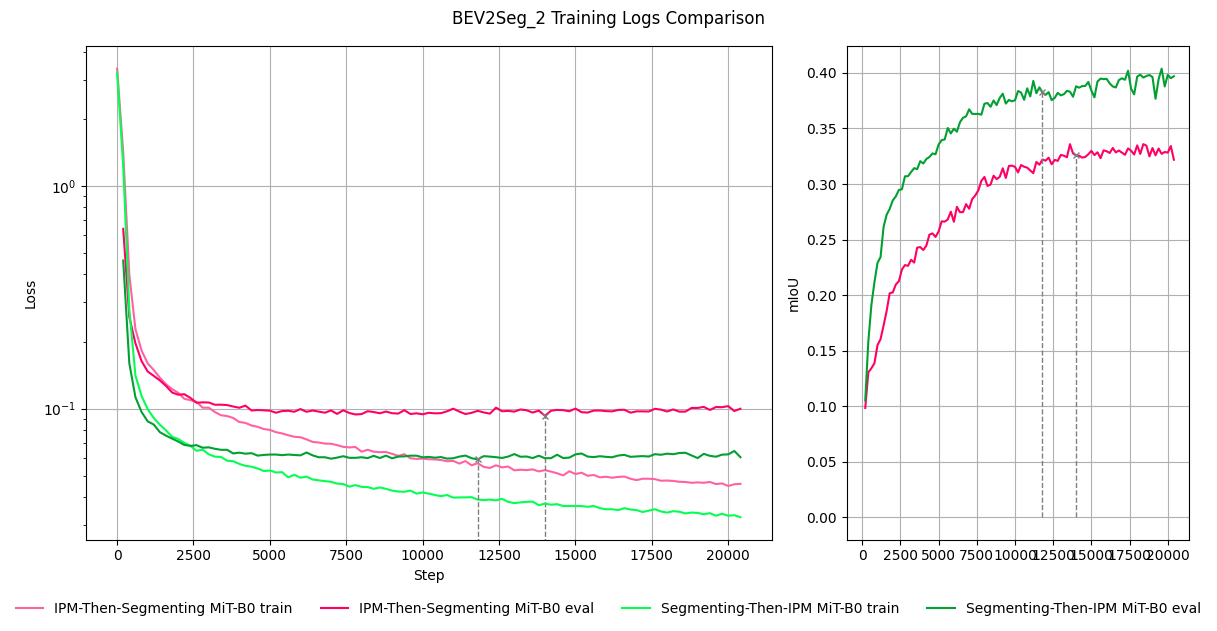 BEV2Seg_2 Training Logs Comparison
10⁰
10⁻¹
Loss
0 2500 5000 7500 10000 12500 15000 17500 20000
Step
0.40
0.35
0.30
0.25
0.20
0.15
0.10
0.05
0.00
mIoU
0 2500 5000 7500 10000 12500 15000 17500 20000
IPM-Then-Segmenting MiT-B0 train IPM-Then-Segmenting MiT-B0 eval Segmenting-Then-IPM MiT-B0 train Segmenting-Then-IPM MiT-B0 eval